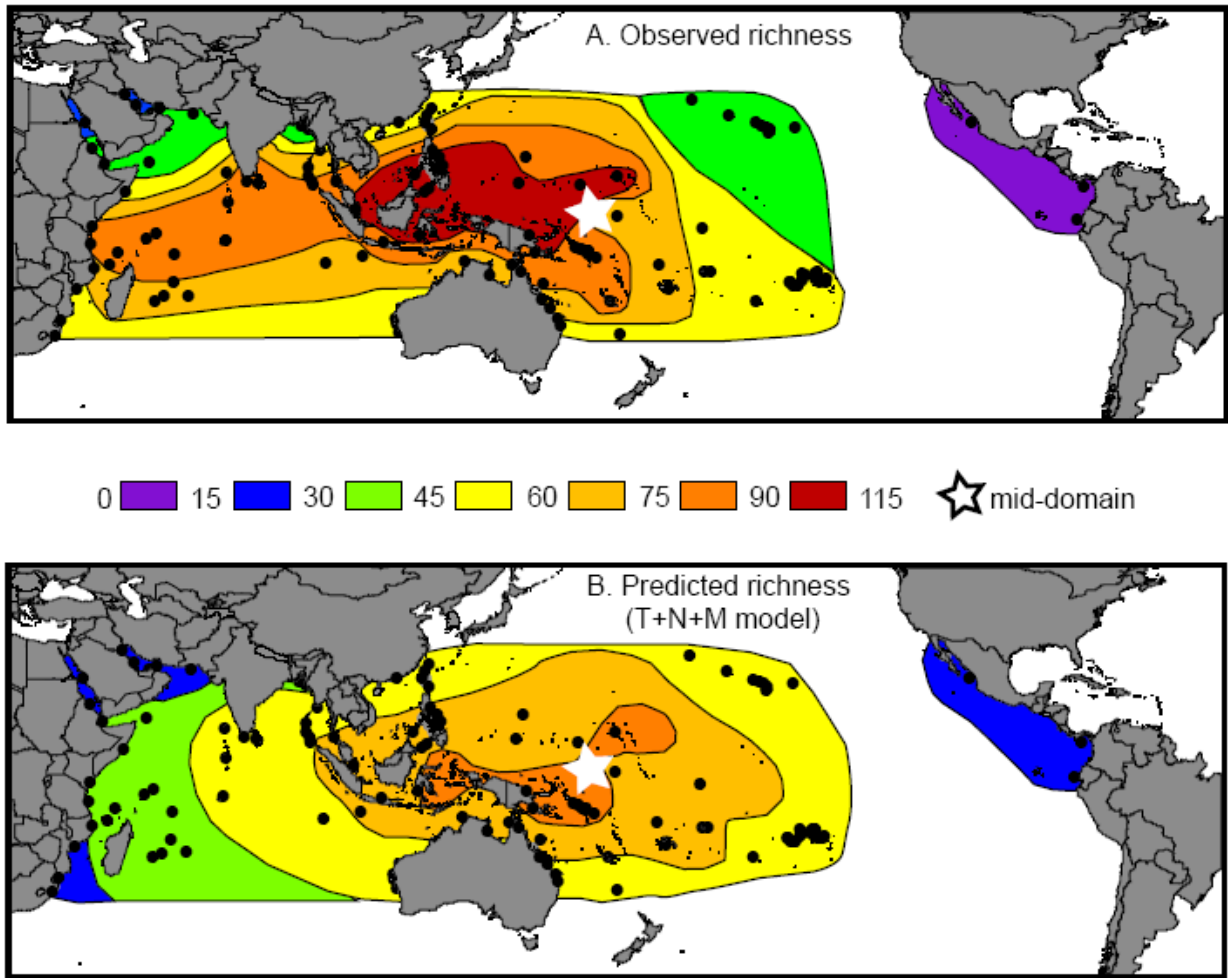 A. Observed richness
0 15 30 45 60 75 90 115 mid-domain
B. Predicted richness
(T+N+M model)